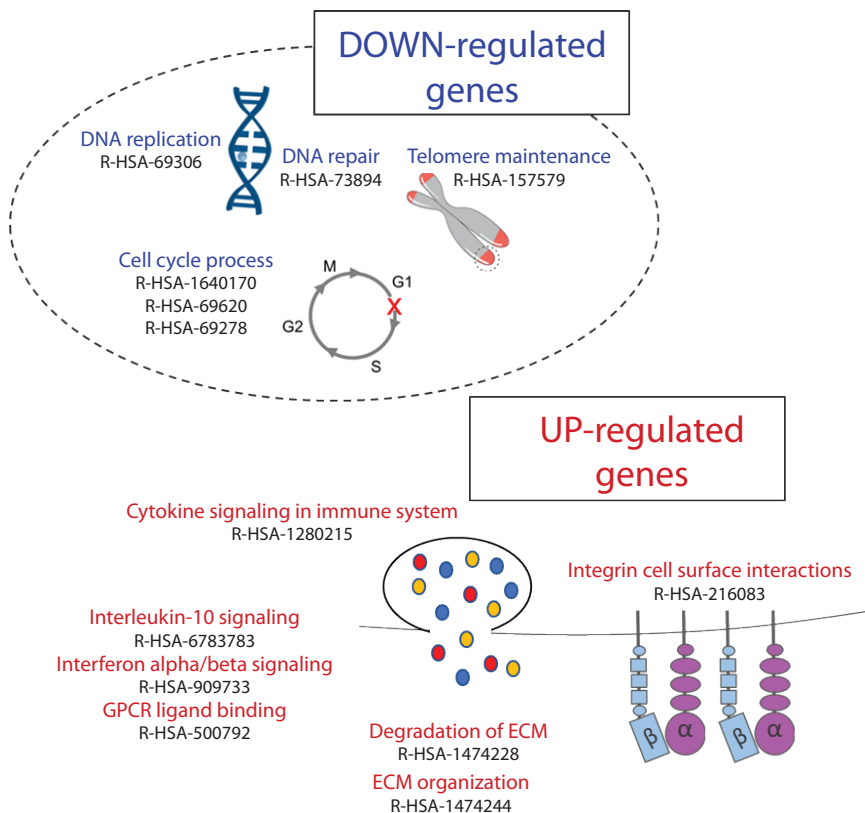 DOWN-regulated
genes
DNA replication
R-HSA-69306
DNA repair
R-HSA-73894
Telomere maintenance
R-HSA-157579
Cell cycle process
R-HSA-1640170
R-HSA-69620
R-HSA-69278
M
G1
X
G2
S
UP-regulated
genes
Cytokine signaling in immune system
R-HSA-1280215
Integrin cell surface interactions
R-HSA-216083
Interleukin-10 signaling
R-HSA-6783783
Interferon alpha/beta signaling
R-HSA-909733
GPCR ligand binding
R-HSA-500792
β α β α
Degradation of ECM
R-HSA-1474228
ECM organization
R-HSA-1474244